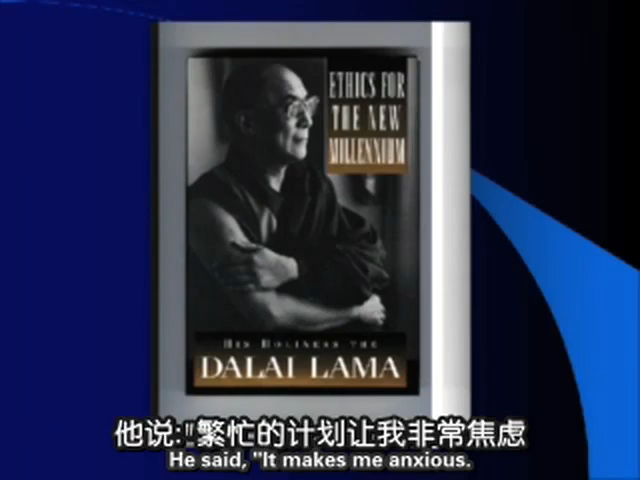 ETHICS FOR
THE NEW
MILLENNIUM
HIS HOLINESS THE
DALAI LAMA
他说:"繁忙的计划让我非常焦虑
He said, "It makes me anxious.